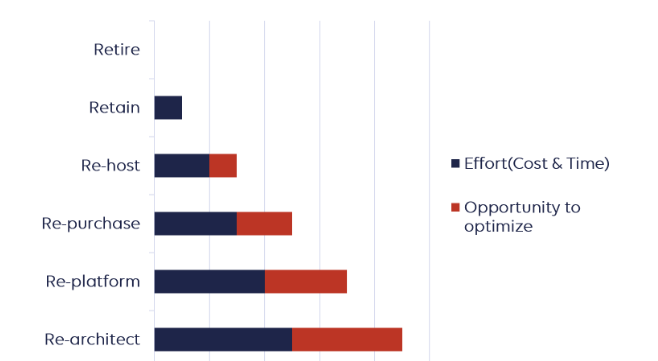 Retire
Retain
Re-host
Re-purchase
Re-platform
Re-architect
Effort(Cost & Time)
Opportunity to
optimize